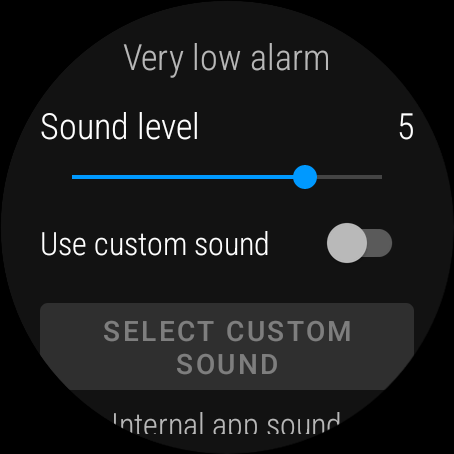 Very low alarm
Sound level 5
Use custom sound
SELECT CUSTOM
SOUND
Internal app sound